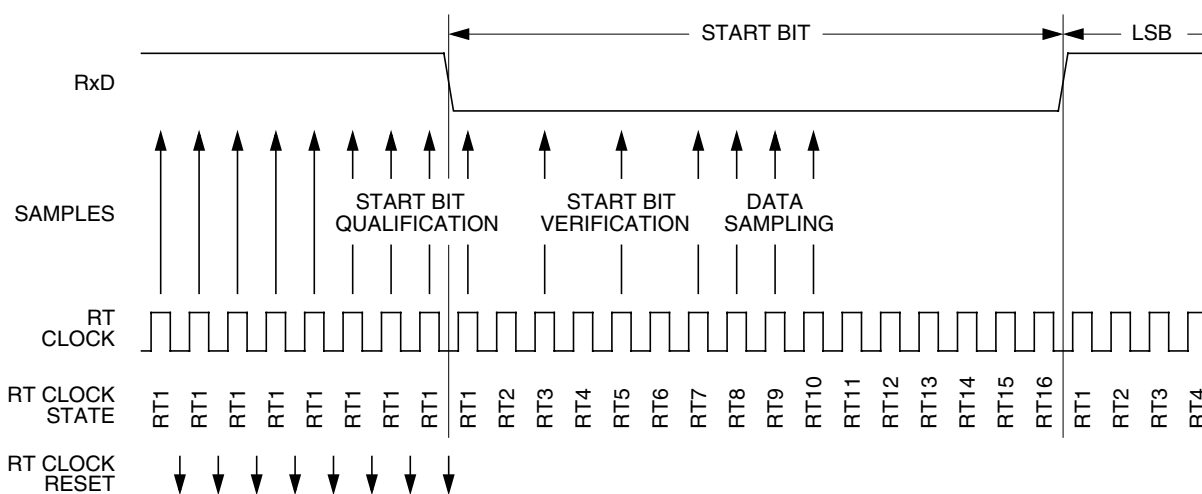 START BIT
LSB
RxD
SAMPLES
START BIT
QUALIFICATION
START BIT
VERIFICATION
DATA
SAMPLING
RT
CLOCK
RT CLOCK
STATE
RT1
RT1
RT1
RT1
RT1
RT1
RT1
RT1
RT1
RT2
RT3
RT4
RT5
RT6
RT7
RT8
RT9
RT10
RT11
RT12
RT13
RT14
RT15
RT16
RT1
RT2
RT3
RT4
RT CLOCK
RESET